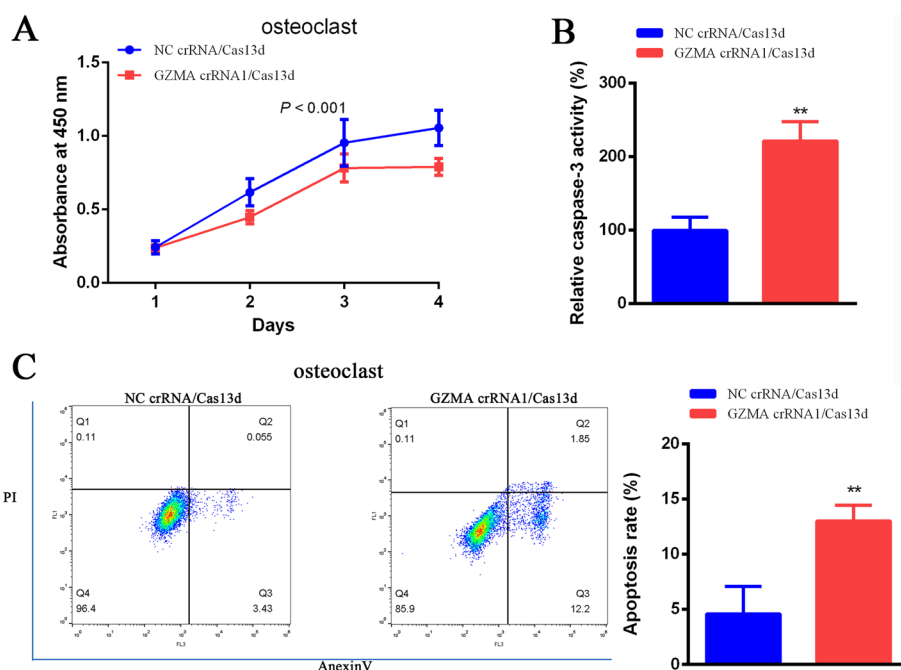 A
osteoclast
NC crRNA/Cas13d
GZMA crRNA1/Cas13d
P < 0.001
Absorbance at 450 nm
1.5
1.0
0.5
0.0
1 2 3 4
Days
B
NC crRNA/Cas13d
GZMA crRNA1/Cas13d
Relative caspase-3 activity (%)
300
200
100
0
**
C
osteoclast
NC crRNA/Cas13d
GZMA crRNA1/Cas13d
PI
Q1
0.11
Q2
0.055
Q4
96.4
Q3
3.43
FL1
FL3
Q1
0.11
Q2
1.85
Q4
85.9
Q3
12.2
FL1
FL3
AnexinV
NC crRNA/Cas13d
GZMA crRNA1/Cas13d
Apoptosis rate (%)
20
15
10
5
0
**